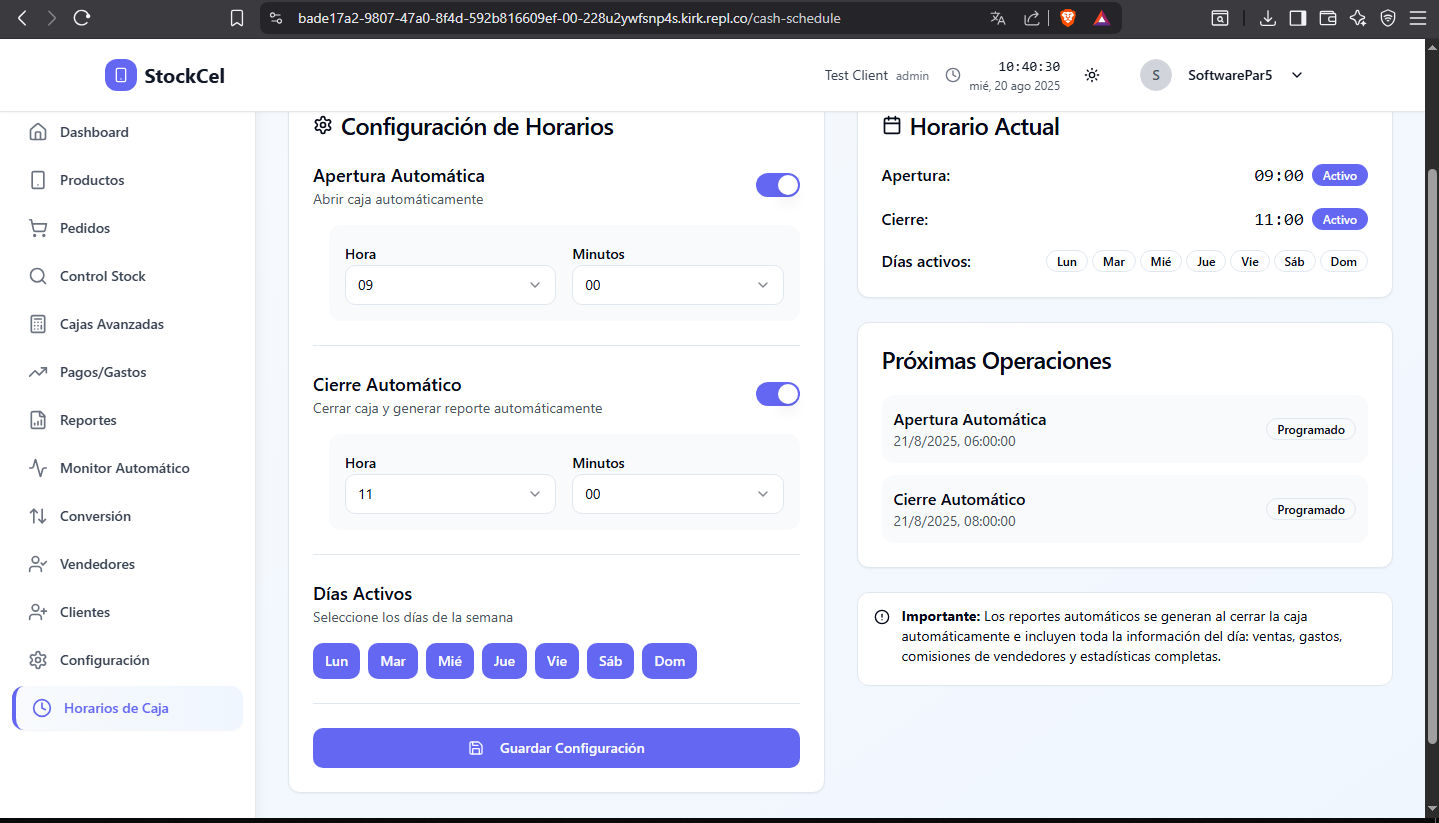 bade17a2-9807-47a0-8f4d-592b816609ef-00-228u2ywfsnp4s.kirk.repl.co/cash-schedule
StockCel
Test Client admin
10:40:30
mié, 20 ago 2025
S
SoftwarePar5
Dashboard
Productos
Pedidos
Control Stock
Cajas Avanzadas
Pagos/Gastos
Reportes
Monitor Automático
Conversión
Vendedores
Clientes
Configuración
Horarios de Caja
Configuración de Horarios
Apertura Automática
Abrir caja automáticamente
Hora Minutos
09 00
Cierre Automático
Cerrar caja y generar reporte automáticamente
Hora Minutos
11 00
Días Activos
Seleccione los días de la semana
Lun Mar Mié Jue Vie Sáb Dom
Guardar Configuración
Horario Actual
Apertura: 09:00 Activo
Cierre: 11:00 Activo
Días activos: Lun Mar Mié Jue Vie Sáb Dom
Próximas Operaciones
Apertura Automática
21/8/2025, 06:00:00
Programado
Cierre Automático
21/8/2025, 08:00:00
Programado
Importante: Los reportes automáticos se generan al cerrar la caja
automáticamente e incluyen toda la información del día: ventas, gastos,
comisiones de vendedores y estadísticas completas.